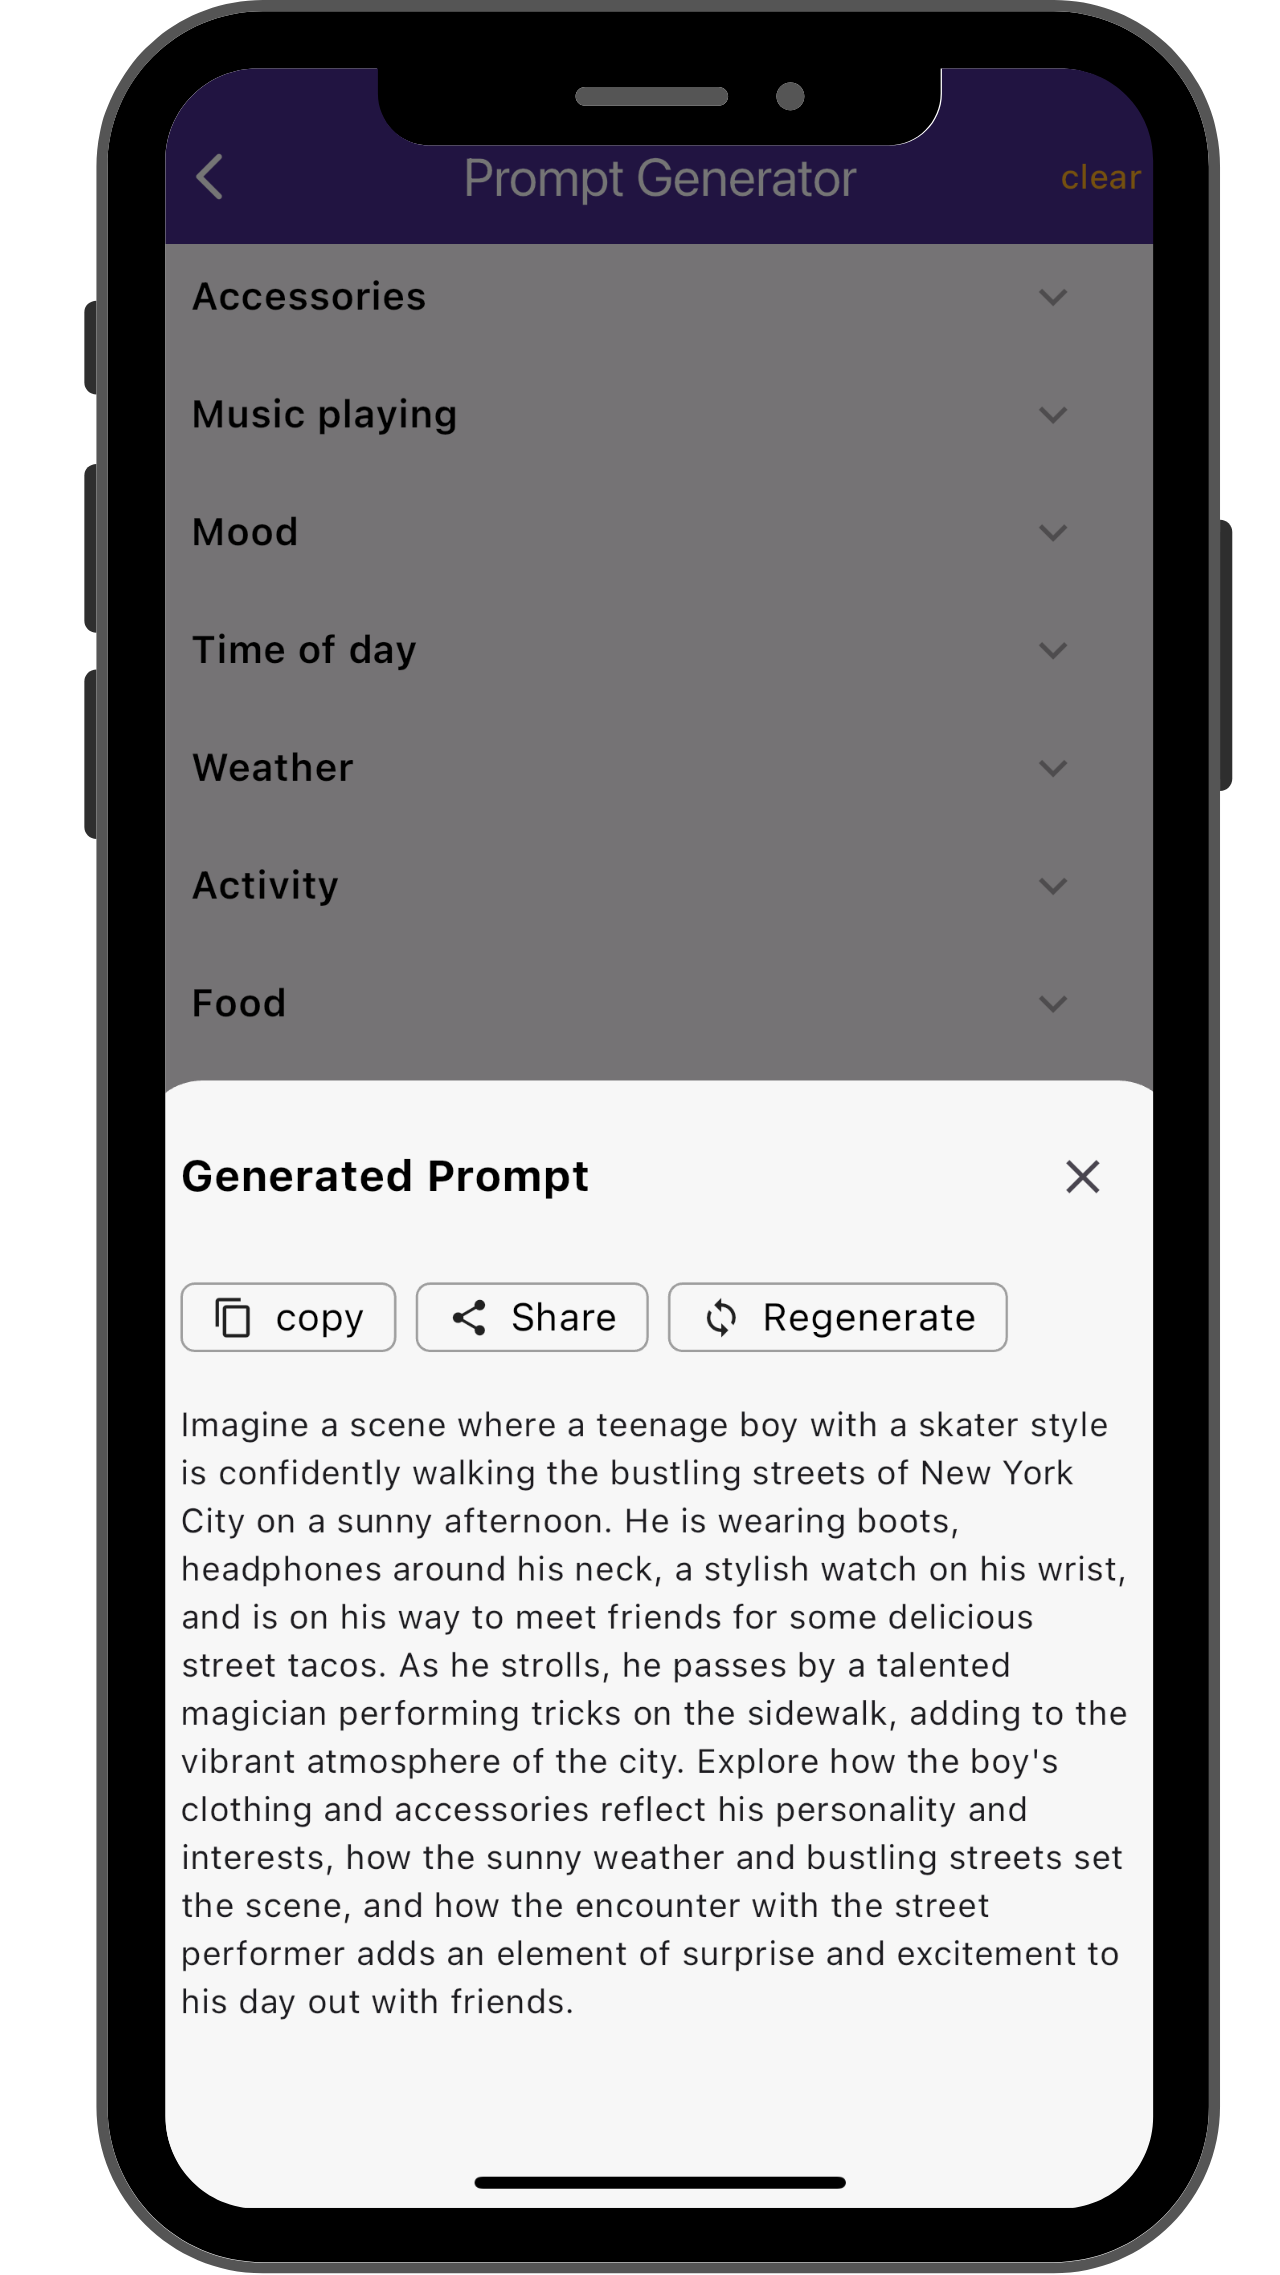 Prompt Generator
clear
Accessories
Music playing
Mood
Time of day
Weather
Activity
Food
Generated Prompt
copy
Share
Regenerate
Imagine a scene where a teenage boy with a skater style
is confidently walking the bustling streets of New York
City on a sunny afternoon. He is wearing boots,
headphones around his neck, a stylish watch on his wrist,
and is on his way to meet friends for some delicious
street tacos. As he strolls, he passes by a talented
magician performing tricks on the sidewalk, adding to the
vibrant atmosphere of the city. Explore how the boy's
clothing and accessories reflect his personality and
interests, how the sunny weather and bustling streets set
the scene, and how the encounter with the street
performer adds an element of surprise and excitement to
his day out with friends.